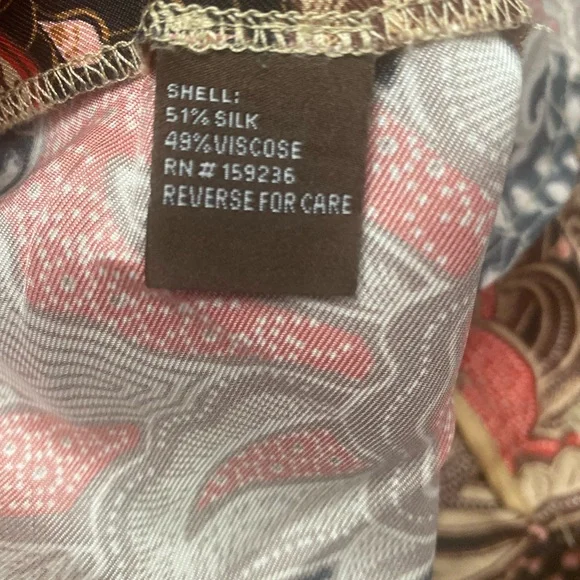 SHELL:
51% SILK
49% VISCOSE
RN # 159236
REVERSE FOR CARE